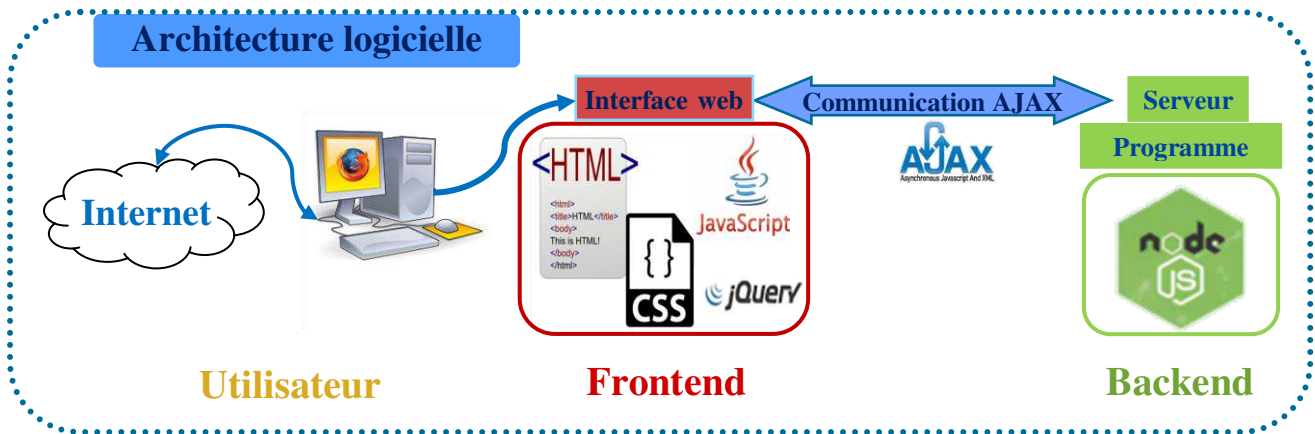 Architecture logicielle
Internet
Utilisateur
Interface web
<HTML>
<html>
<title>HTML</title>
<body>
This is HTML!
</body>
</html>
{}
CSS
JavaScript
jQuery
Frontend
Communication AJAX
AJAX
Asynchronous Javascript And XML
Serveur
Programme
node
JS
Backend